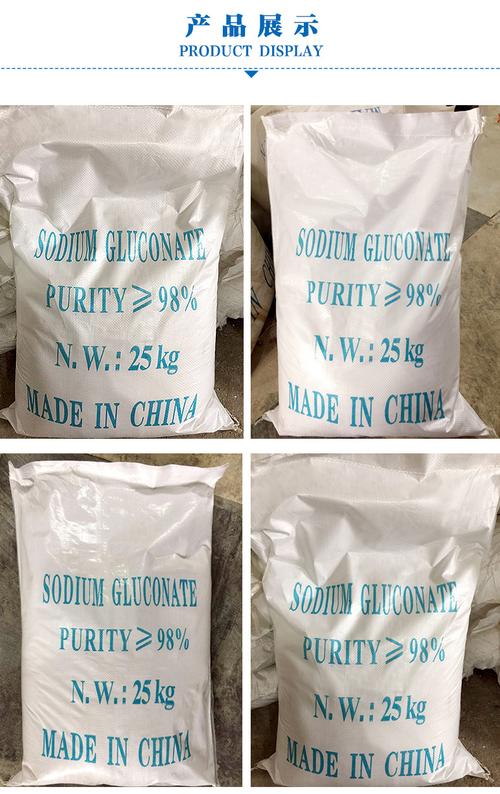 产品展示
PRODUCT DISPLAY
SODIUM GLUCONATE
PURITY⩾98%
N.W.: 25kg
MADE IN CHINA
SODIUM GLUCONATE
PURITY⩾98%
N.W.: 25kg
MADE IN CHINA
SODIUM GLUCONATE
PURITY⩾98%
N.W.: 25kg
MADE IN CHINA
SODIUM GLUCONATE
PURITY⩾98%
N.W.: 25kg
MADE IN CHINA